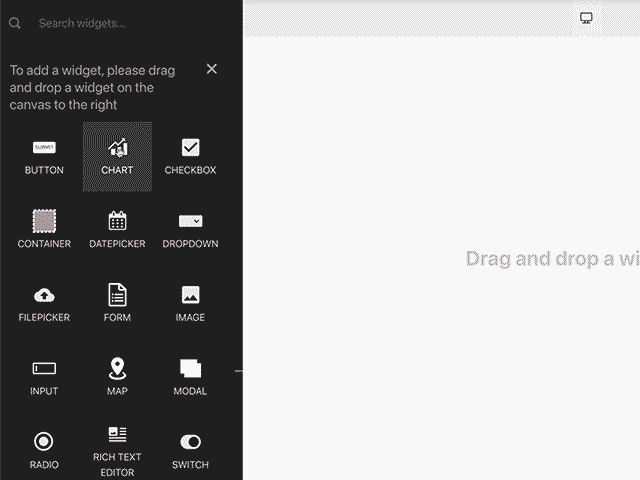 Search widgets...
To add a widget, please drag
and drop a widget on the
canvas to the right
SUBMIT
BUTTON
CHART
CHECKBOX
CONTAINER
DATEPICKER
DROPDOWN
FILEPICKER
FORM
IMAGE
INPUT
MAP
MODAL
RADIO
RICH TEXT
EDITOR
SWITCH
Drag and drop a wi